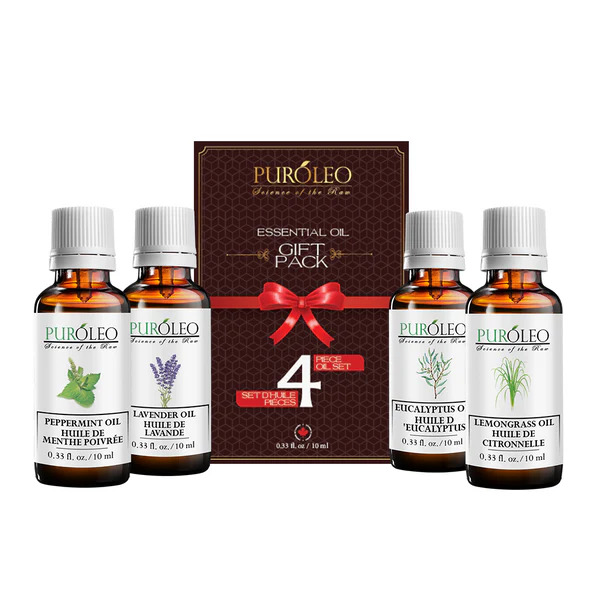 PURÓLEO
Science of the Raw
ESSENTIAL OIL
GIFT
PACK
4
PIECE
OIL SET
SET D'HUILE
PIECES
0.33 fl. oz / 10 ml
PURÓLEO
Science of the Raw
PEPPERMINT OIL
HUILE DE
MENTHE POIVRÉE
0.33 fl. oz. / 10 ml
PURÓLEO
Science of the Raw
LAVENDER OIL
HUILE DE
LAVANDE
0.33 fl. oz. / 10 ml
PURÓLEO
Science of the Raw
EUCALYPTUS O
HUILE D
'EUCALYPTUS
0.33 fl. oz. / 10 ml
PURÓLEO
Science of the Raw
LEMONGRASS OIL
HUILE DE
CITRONNELLE
0.33 fl. oz. / 10 ml